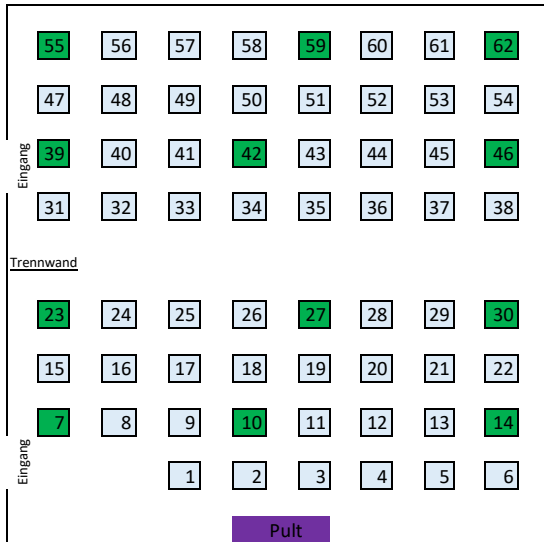 55 56 57 58 59 60 61 62
47 48 49 50 51 52 53 54
Eingang
39 40 41 42 43 44 45 46
31 32 33 34 35 36 37 38
Trennwand
23 24 25 26 27 28 29 30
15 16 17 18 19 20 21 22
7 8 9 10 11 12 13 14
Eingang
1 2 3 4 5 6
Pult